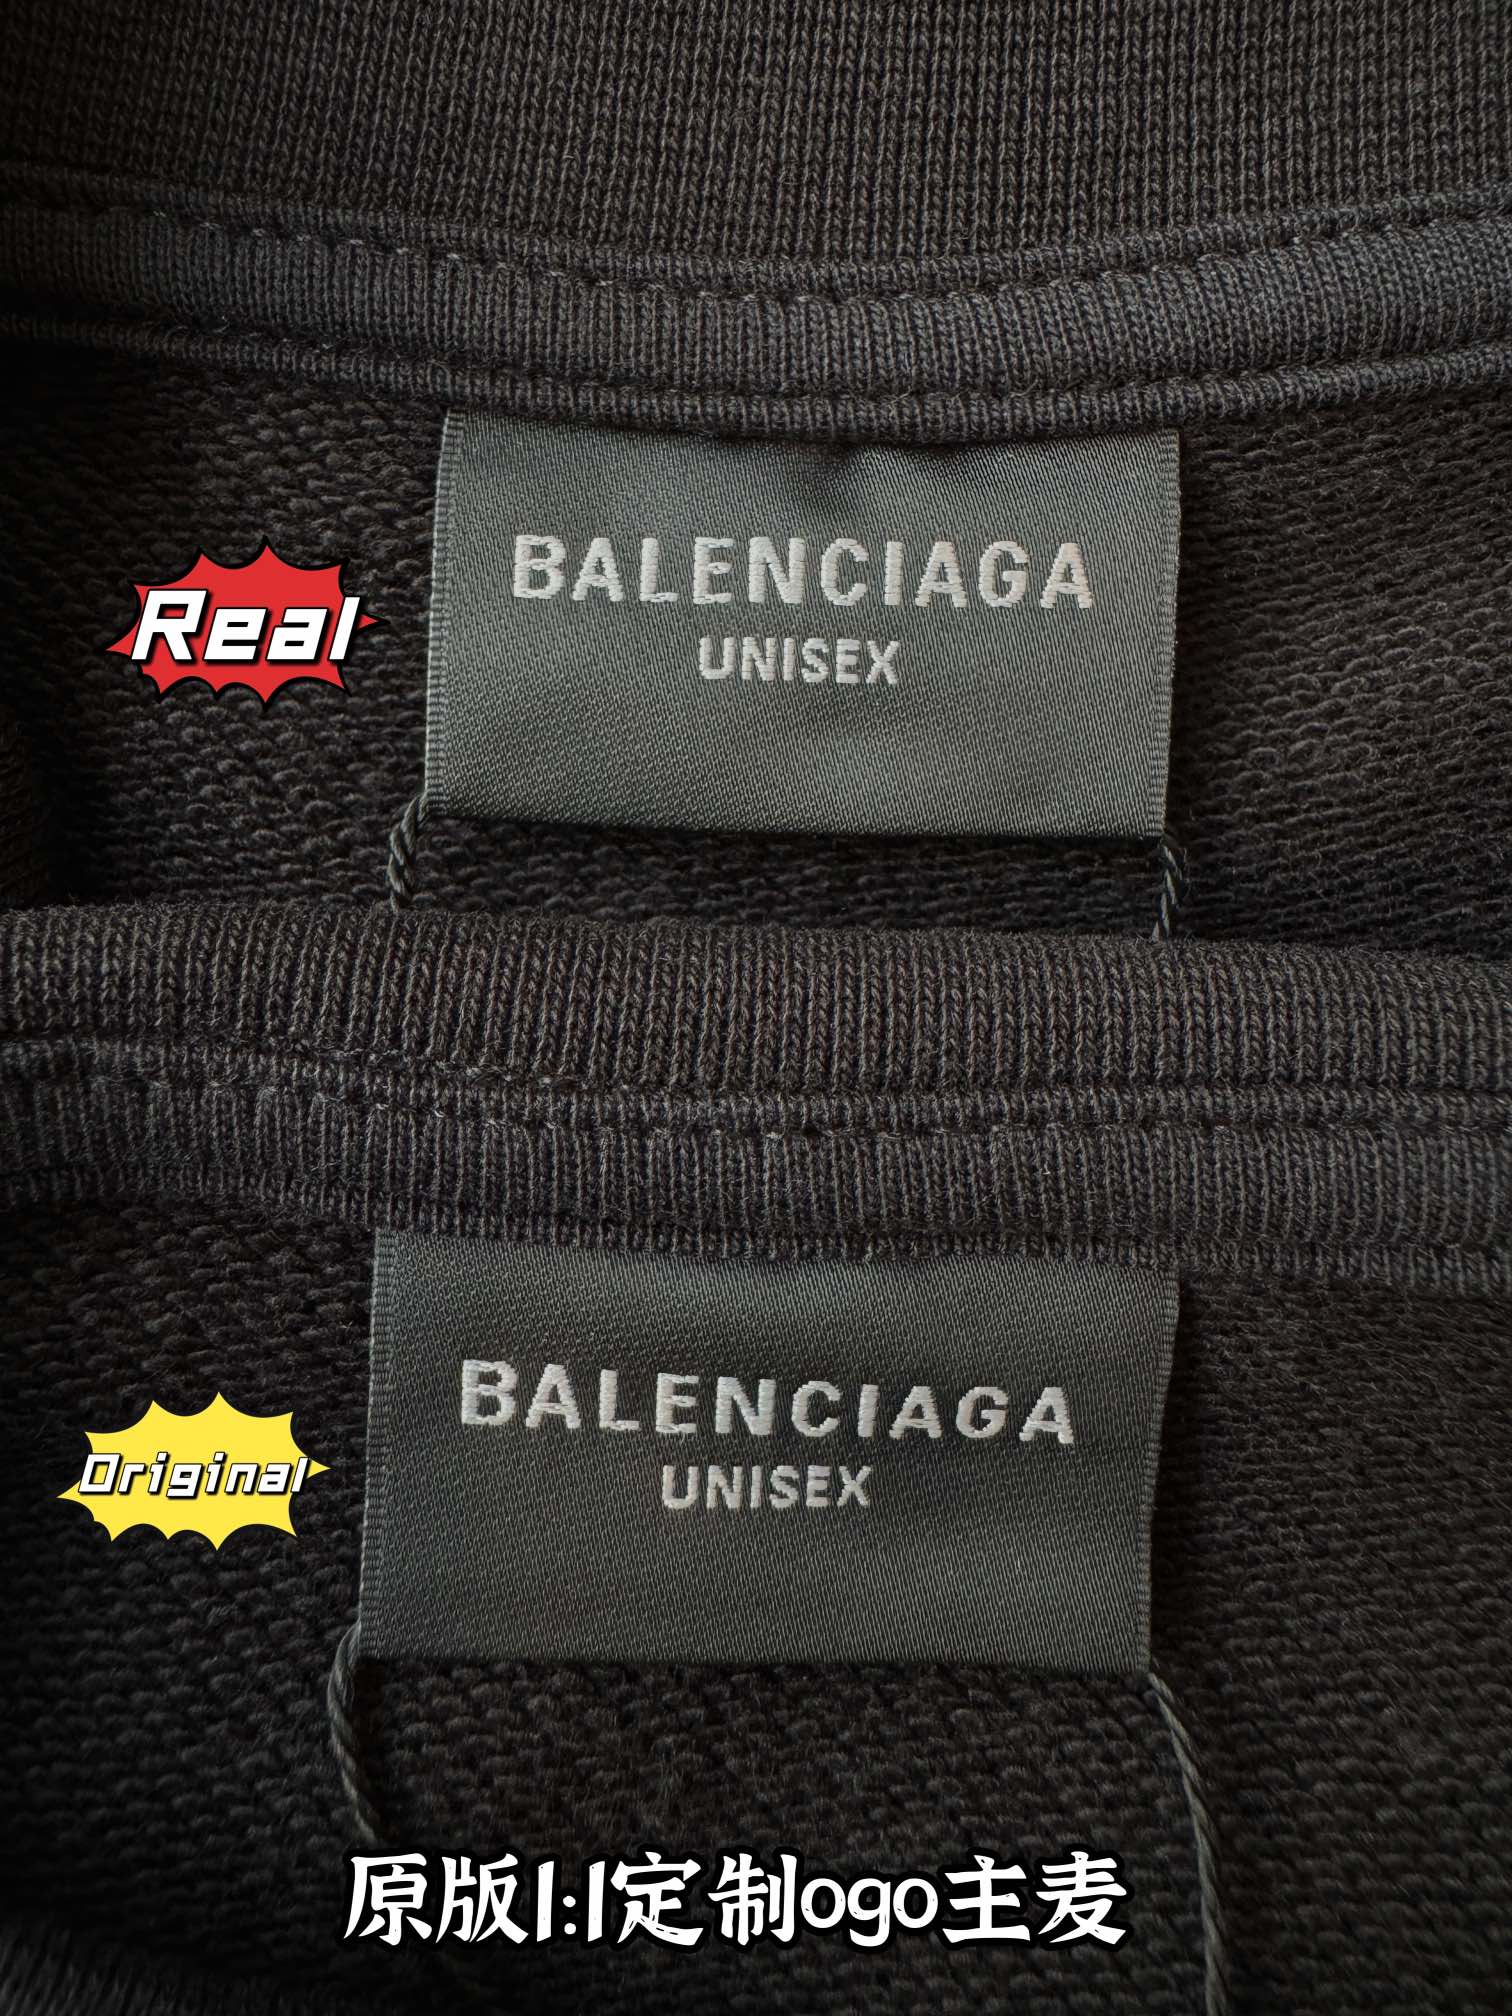 BALENCIAGA
UNISEX
Real
BALENCIAGA
UNISEX
Original
原版1:1定制ogo主麦